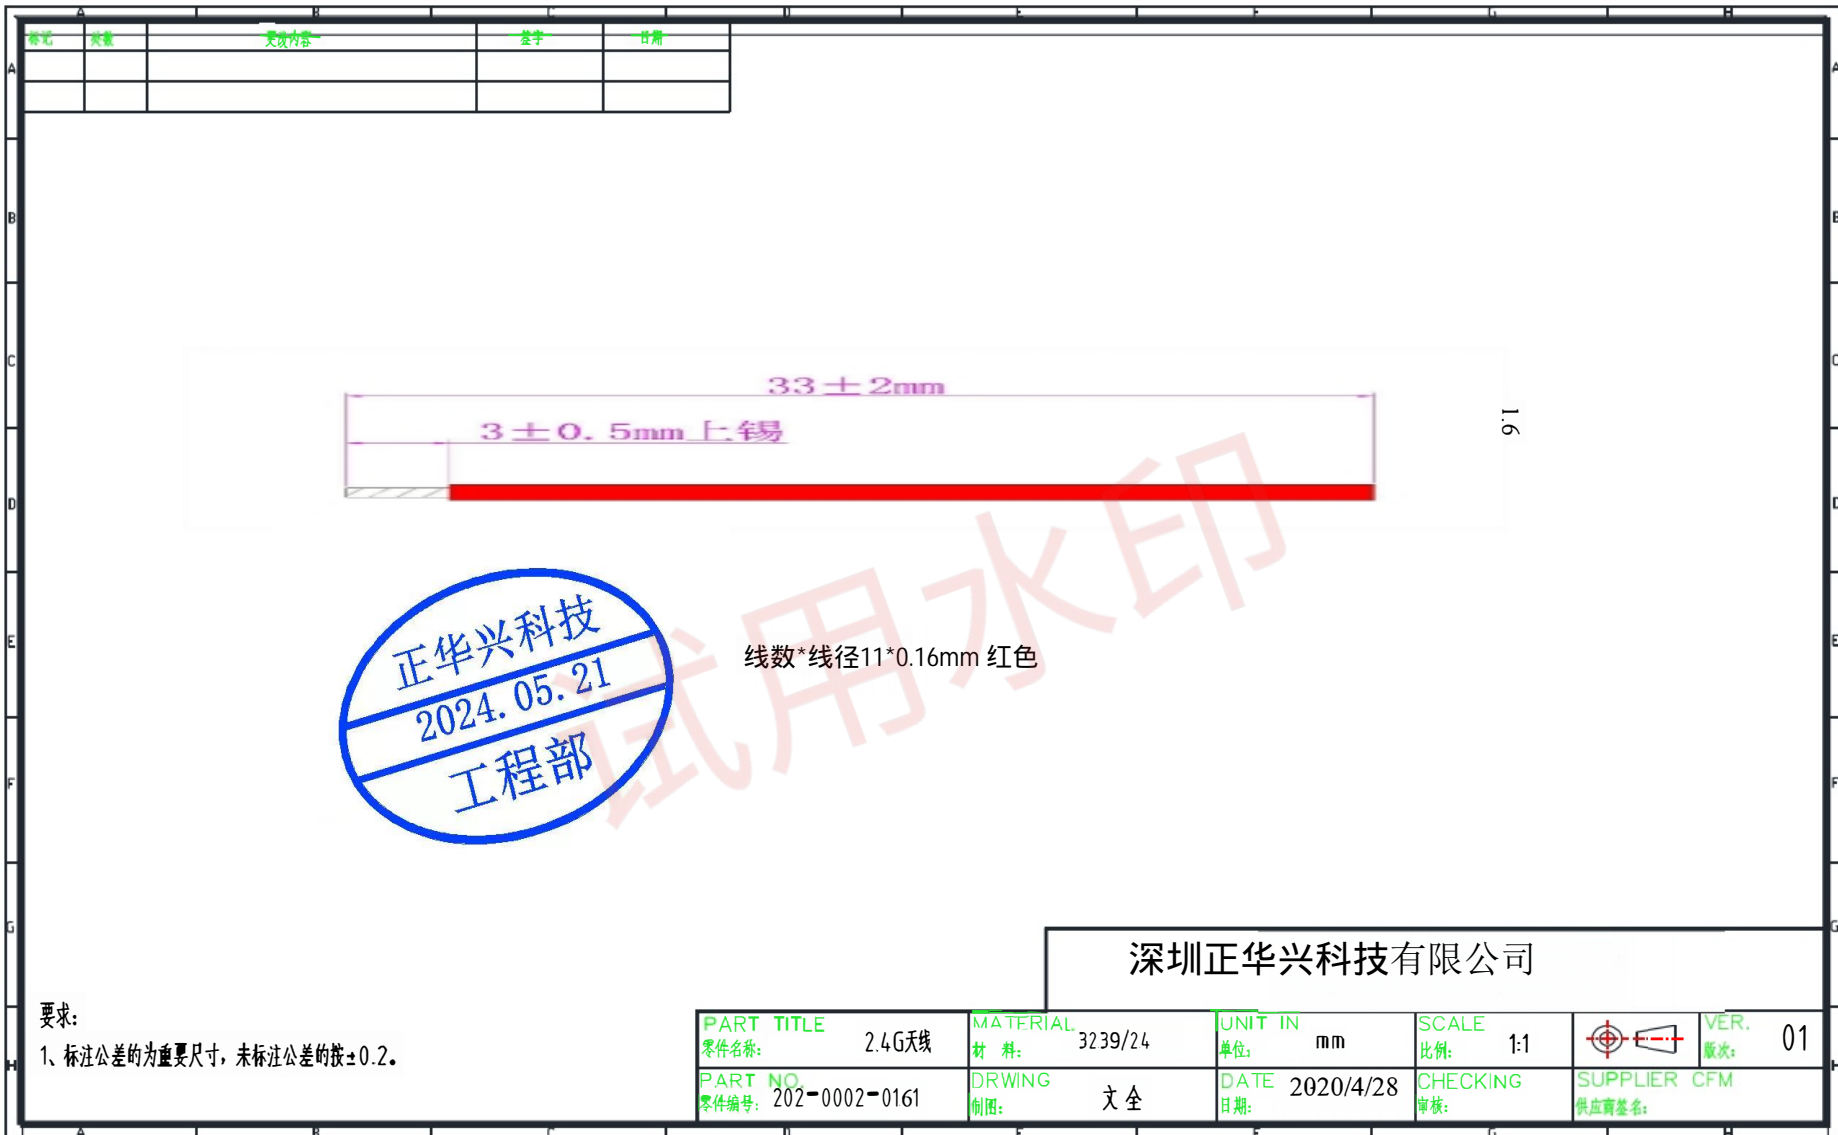 A B C D E F G H
标记 处数 更改内容 签字 日期
A A
B B
C C
D D
E E
F F
G G
H H
33±2mm
3±0.5mm上锡
1.6
试用水印
正华兴科技
2024.05.21
工程部
线数*线径11*0.16mm 红色
深圳正华兴科技有限公司
要求:
1、标注公差的为重要尺寸，未标注公差的按±0.2。
PART TITLE
零件名称: 2.4G天线
MATERIAL
材 料: 3239/24
UNIT IN
单位: mm
SCALE
比例: 1:1
VER.
版次: 01
PART NO.
零件编号: 202-0002-0161
DRWING
制图: 文全
DATE
日期: 2020/4/28
CHECKING
审核:
SUPPLIER CFM
供应商签名:
A B C D E F G H